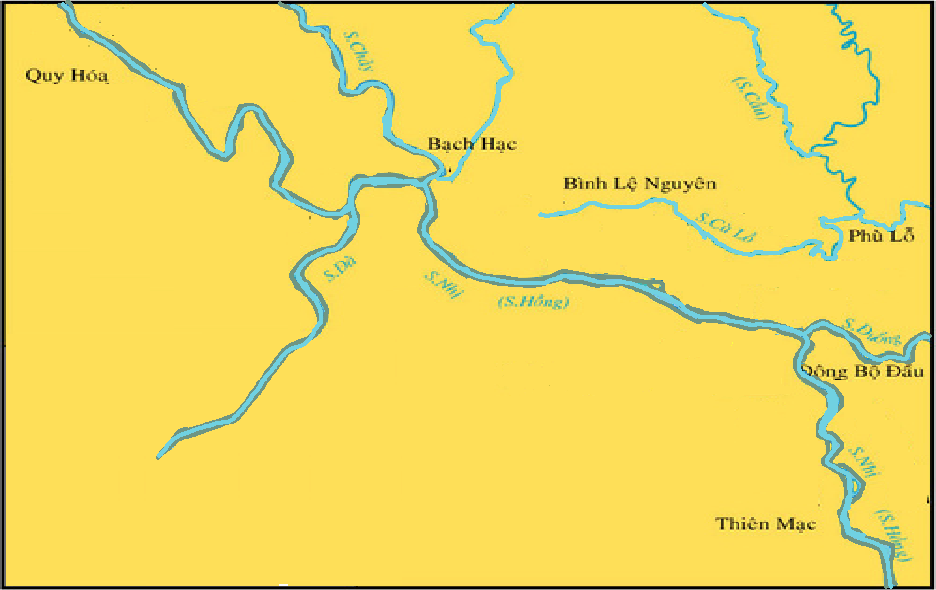 S.Chảy
Quy Hóa
(S.Cầu)
Bạch Hạc
Bình Lệ Nguyên
S.Cà Lồ
Phù Lỗ
S.Đà
S.Nhị
(S.Hồng)
S.Đuống
Đông Bộ Đầu
S.Nhị
(S.Hồng)
Thiên Mạc